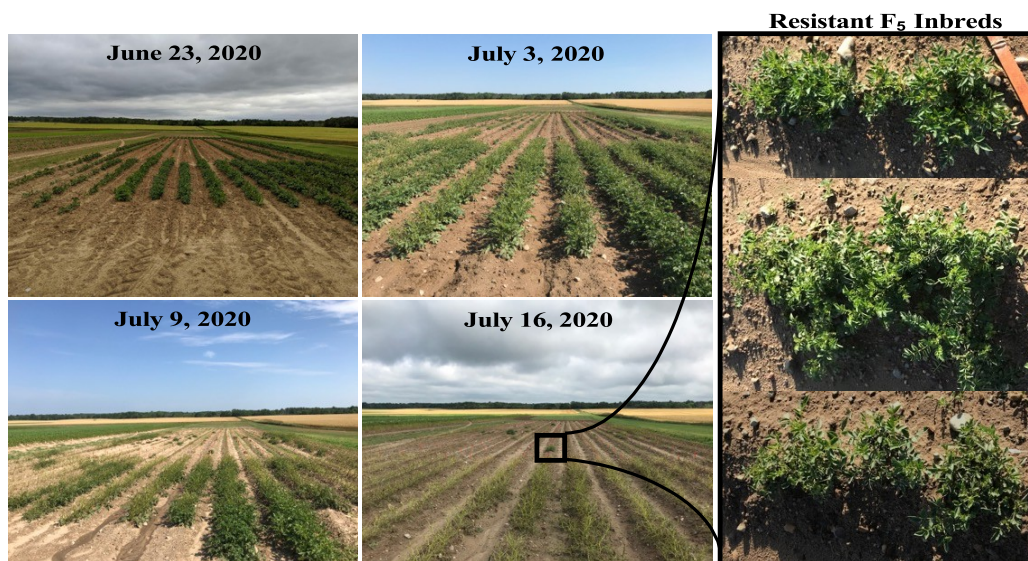 Resistant F₅ Inbreds
June 23, 2020
July 3, 2020
July 9, 2020
July 16, 2020